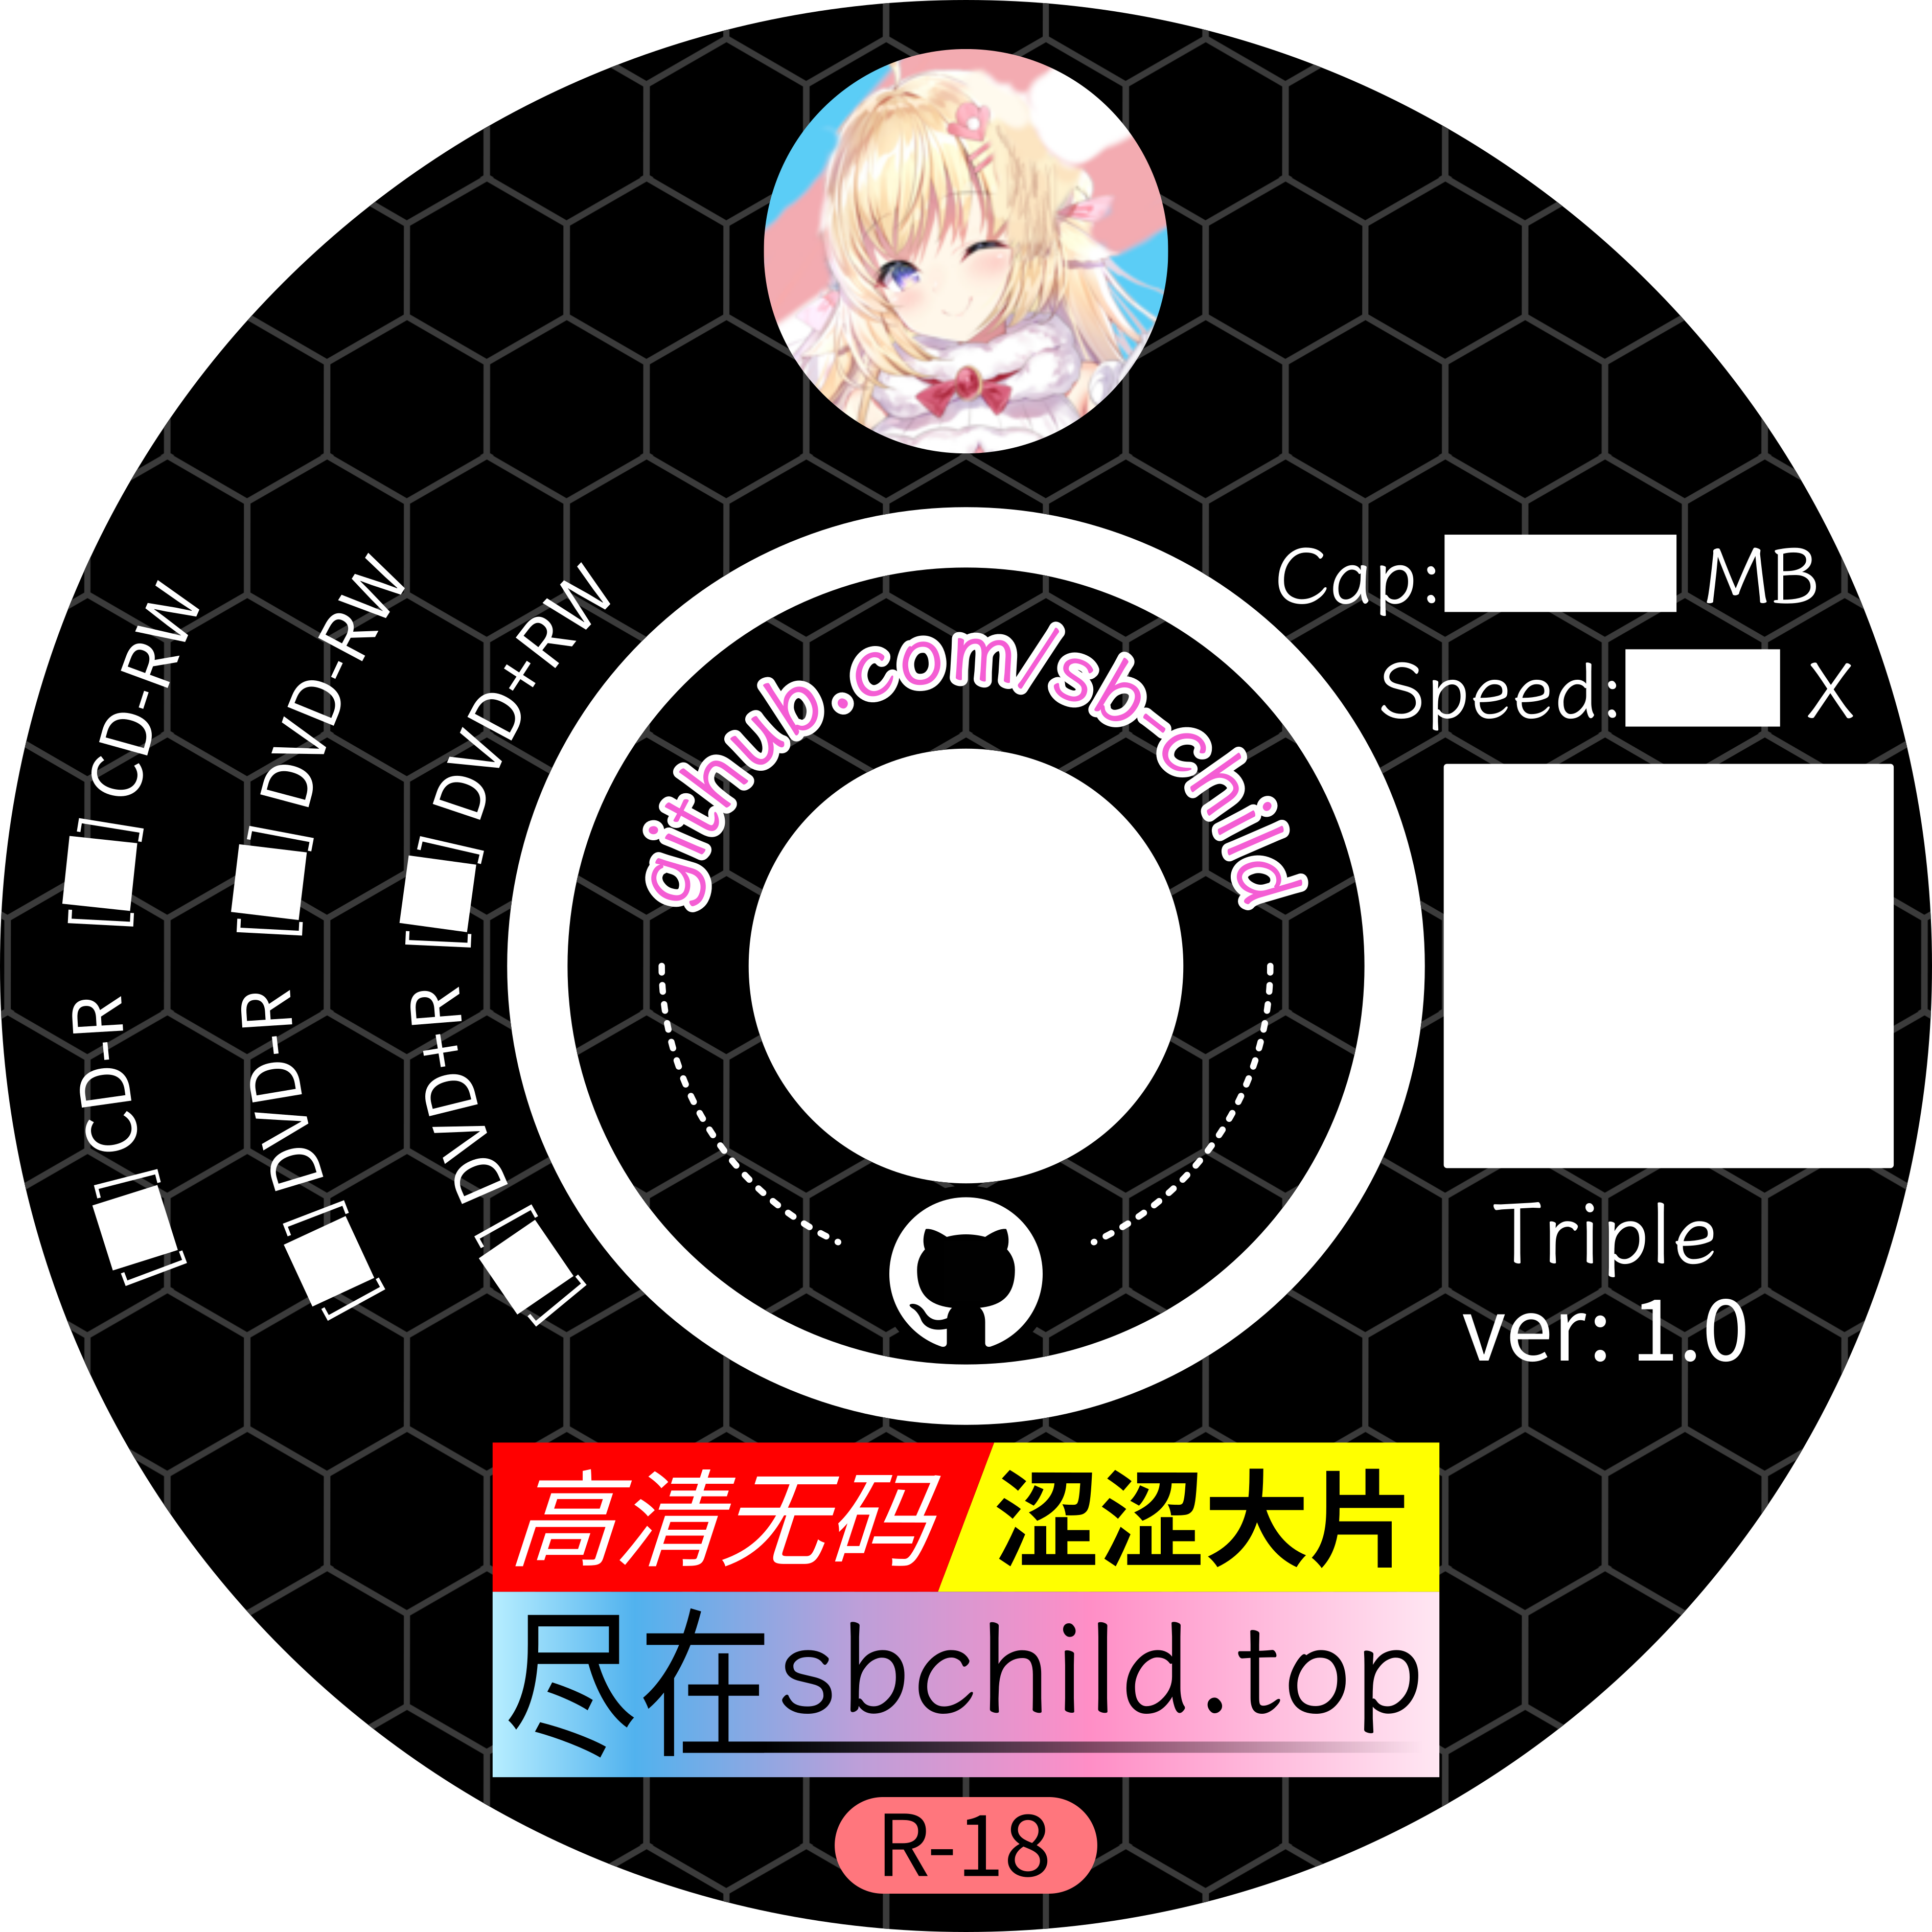 Cap: MB
Speed: X
[ ] CD-R [ ] CD-RW
[ ] DVD-R [ ] DVD-RW
[ ] DVD+R [ ] DVD+RW
github.com/sb-child
Triple
ver: 1.0
高清无码 涩涩大片
尽在sbchild.top
R-18